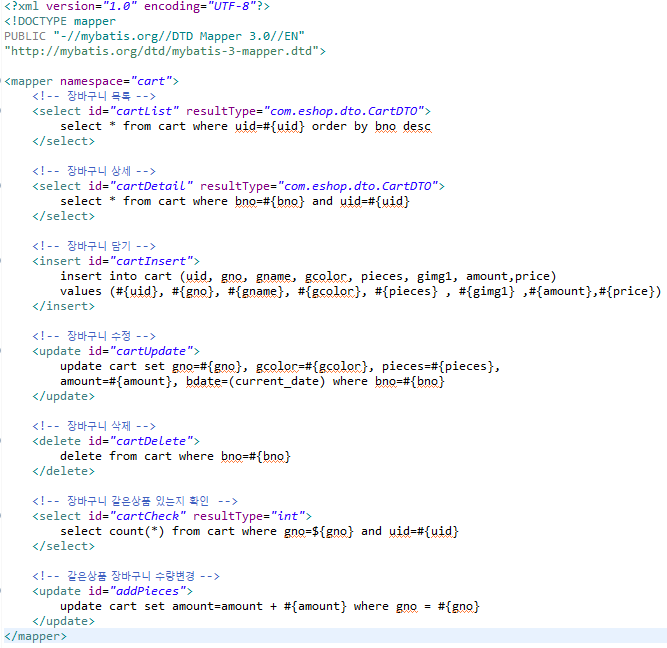 <?xml version="1.0" encoding="UTF-8"?>
<!DOCTYPE mapper
PUBLIC "-//mybatis.org//DTD Mapper 3.0//EN"
"http://mybatis.org/dtd/mybatis-3-mapper.dtd">
<mapper namespace="cart">
<!-- 장바구니 목록 -->
<select id="cartList" resultType="com.eshop.dto.CartDTO">
select * from cart where uid=#{uid} order by bno desc
</select>
<!-- 장바구니 상세 -->
<select id="cartDetail" resultType="com.eshop.dto.CartDTO">
select * from cart where bno=#{bno} and uid=#{uid}
</select>
<!-- 장바구니 담기 -->
<insert id="cartInsert">
insert into cart (uid, gno, gname, gcolor, pieces, gimg1, amount,price)
values (#{uid}, #{gno}, #{gname}, #{gcolor}, #{pieces} , #{gimg1} ,#{amount},#{price})
</insert>
<!-- 장바구니 수정 -->
<update id="cartUpdate">
update cart set gno=#{gno}, gcolor=#{gcolor}, pieces=#{pieces},
amount=#{amount}, bdate=(current_date) where bno=#{bno}
</update>
<!-- 장바구니 삭제 -->
<delete id="cartDelete">
delete from cart where bno=#{bno}
</delete>
<!-- 장바구니 같은상품 있는지 확인 -->
<select id="cartCheck" resultType="int">
select count(*) from cart where gno=${gno} and uid=#{uid}
</select>
<!-- 같은상품 장바구니 수량변경 -->
<update id="addPieces">
update cart set amount=amount + #{amount} where gno = #{gno}
</update>
</mapper>